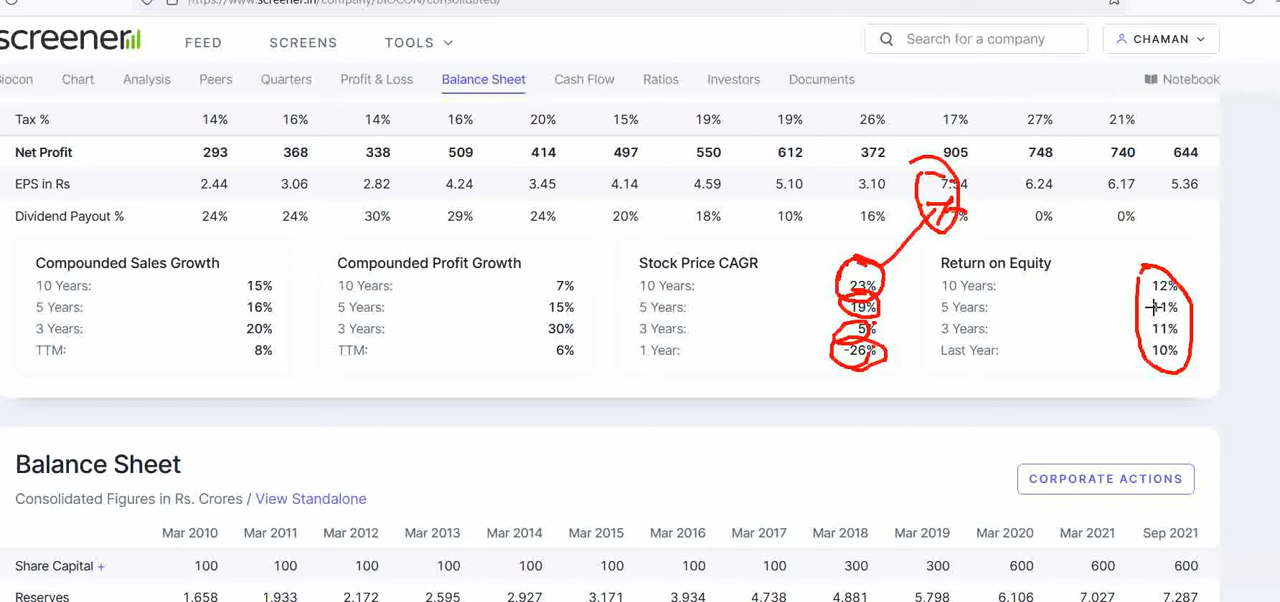 https://www.screener.in/company/BIOCON/consolidated/
screener
FEED SCREENS TOOLS Search for a company CHAMAN
Biocon Chart Analysis Peers Quarters Profit & Loss Balance Sheet Cash Flow Ratios Investors Documents Notebook
Tax % 14% 16% 14% 16% 20% 15% 19% 19% 26% 17% 27% 21%
Net Profit 293 368 338 509 414 497 550 612 372 905 748 740 644
EPS in Rs 2.44 3.06 2.82 4.24 3.45 4.14 4.59 5.10 3.10 6.24 6.17 5.36
Dividend Payout % 24% 24% 30% 29% 24% 20% 18% 10% 16% 0% 0%
Compounded Sales Growth
10 Years: 15%
5 Years: 16%
3 Years: 20%
TTM: 8%
Compounded Profit Growth
10 Years: 7%
5 Years: 15%
3 Years: 30%
TTM: 6%
Stock Price CAGR
10 Years: 23%
5 Years: 19%
3 Years: 5%
1 Year: -26%
Return on Equity
10 Years: 12%
5 Years:
3 Years: 11%
Last Year: 10%
Balance Sheet
CORPORATE ACTIONS
Consolidated Figures in Rs. Crores / View Standalone
Mar 2010 Mar 2011 Mar 2012 Mar 2013 Mar 2014 Mar 2015 Mar 2016 Mar 2017 Mar 2018 Mar 2019 Mar 2020 Mar 2021 Sep 2021
Share Capital + 100 100 100 100 100 100 100 100 300 300 600 600 600
Reserves 1,658 1,933 2,172 2,595 2,927 3,171 3,934 4,738 4,881 5,798 6,106 7,027 7,287